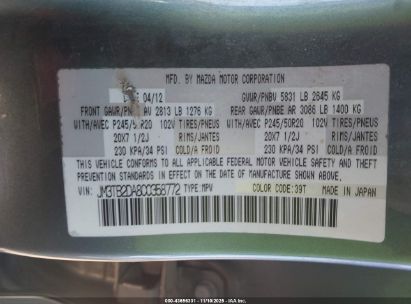 MFD. BY MAZDA MOTOR CORPORATION
04/12 GVWR/PNBV 5831 LB 2645 KG
FRONT GAWR/PNBE AV 2813 LB 1276 KG REAR GAWR/PNBE AR 3086 LB 1400 KG
WITH/AVEC P245/50R20 102V TIRES/PNEUS WITH/AVEC P245/50R20 102V TIRES/PNEUS
20X7 1/2J RIMS/JANTES 20X7 1/2J RIMS/JANTES
230 KPA/34 PSI COLD/A FROID 230 KPA/34 PSI COLD/A FROID
THIS VEHICLE CONFORMS TO ALL APPLICABLE FEDERAL MOTOR VEHICLE SAFETY AND THEFT
PREVENTION STANDARDS IN EFFECT ON THE DATE OF MANUFACTURE SHOWN ABOVE.
JM3TB2DA8C0358772 TYPE:MPV COLOR CODE:39T MADE IN JAPAN